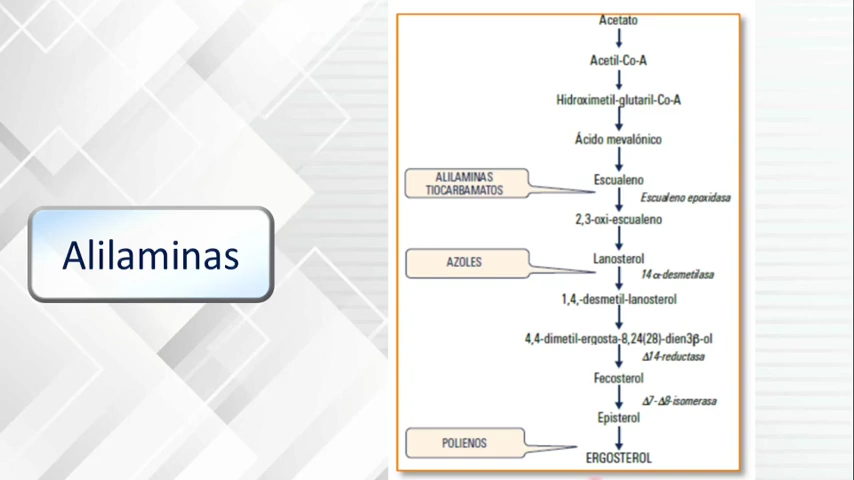 Alilaminas
Acetato
Acetil-Co-A
Hidroximetil-glutaril-Co-A
Ácido mevalónico
ALILAMINAS
TIOCARBAMATOS
Escualeno
Escualeno epoxidasa
2,3-oxi-escualeno
AZOLES
Lanosterol
14 α-desmetilasa
1,4,-desmetil-lanosterol
4,4-dimetil-ergosta-8,24(28)-dien3β-ol
Δ14-reductasa
Fecosterol
Δ7-Δ8-isomerasa
Episterol
POLIENOS
ERGOSTEROL